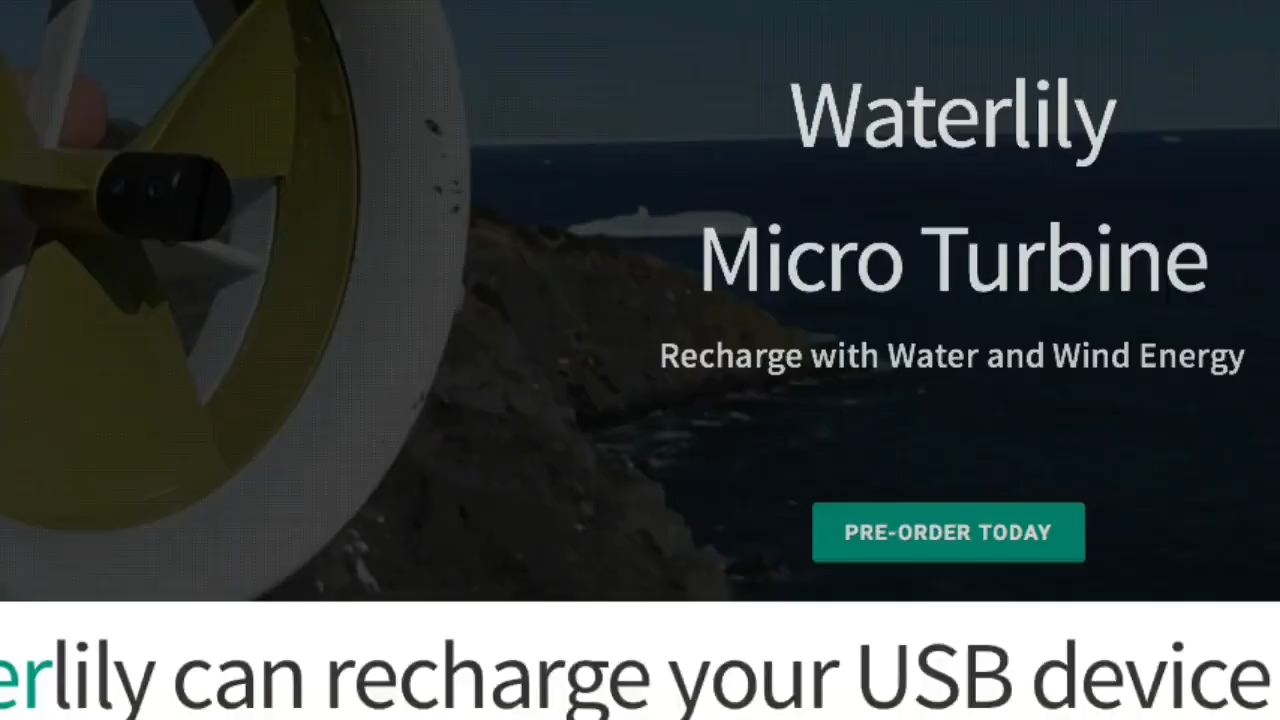 Waterlily
Micro Turbine
Recharge with Water and Wind Energy
PRE-ORDER TODAY
erlily can recharge your USB device